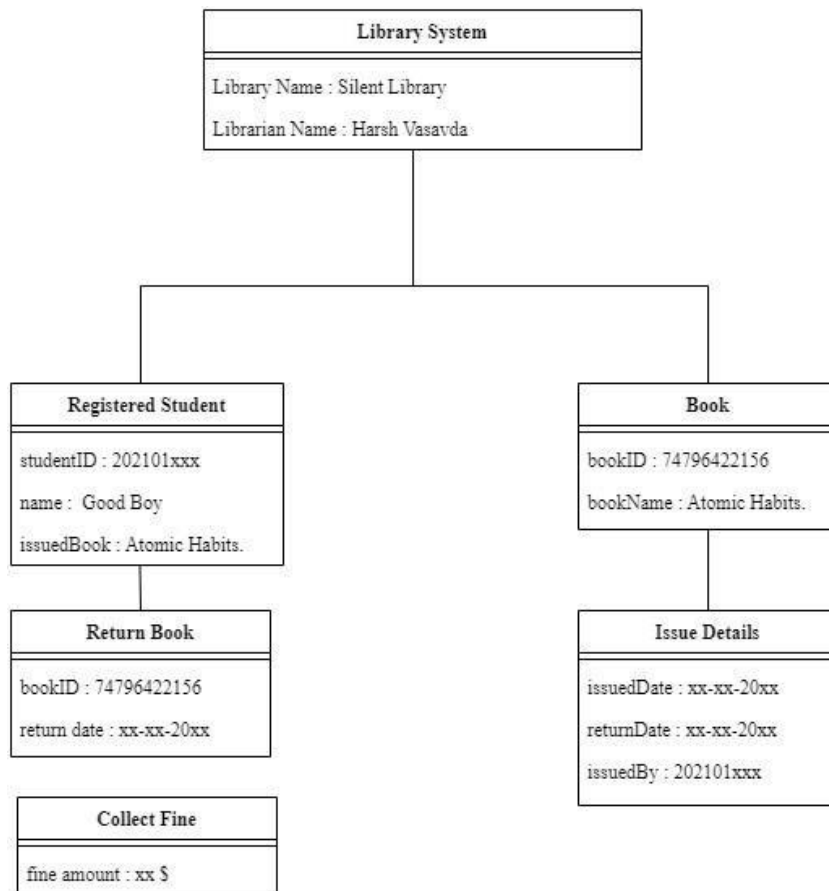 Library System
Library Name : Silent Library
Librarian Name : Harsh Vasavda
Registered Student
studentID : 202101xxx
name :  Good Boy
issuedBook : Atomic Habits.
Book
bookID : 74796422156
bookName : Atomic Habits.
Return Book
bookID : 74796422156
return date : xx-xx-20xx
Issue Details
issuedDate : xx-xx-20xx
returnDate : xx-xx-20xx
issuedBy : 202101xxx
Collect Fine
fine amount : xx $